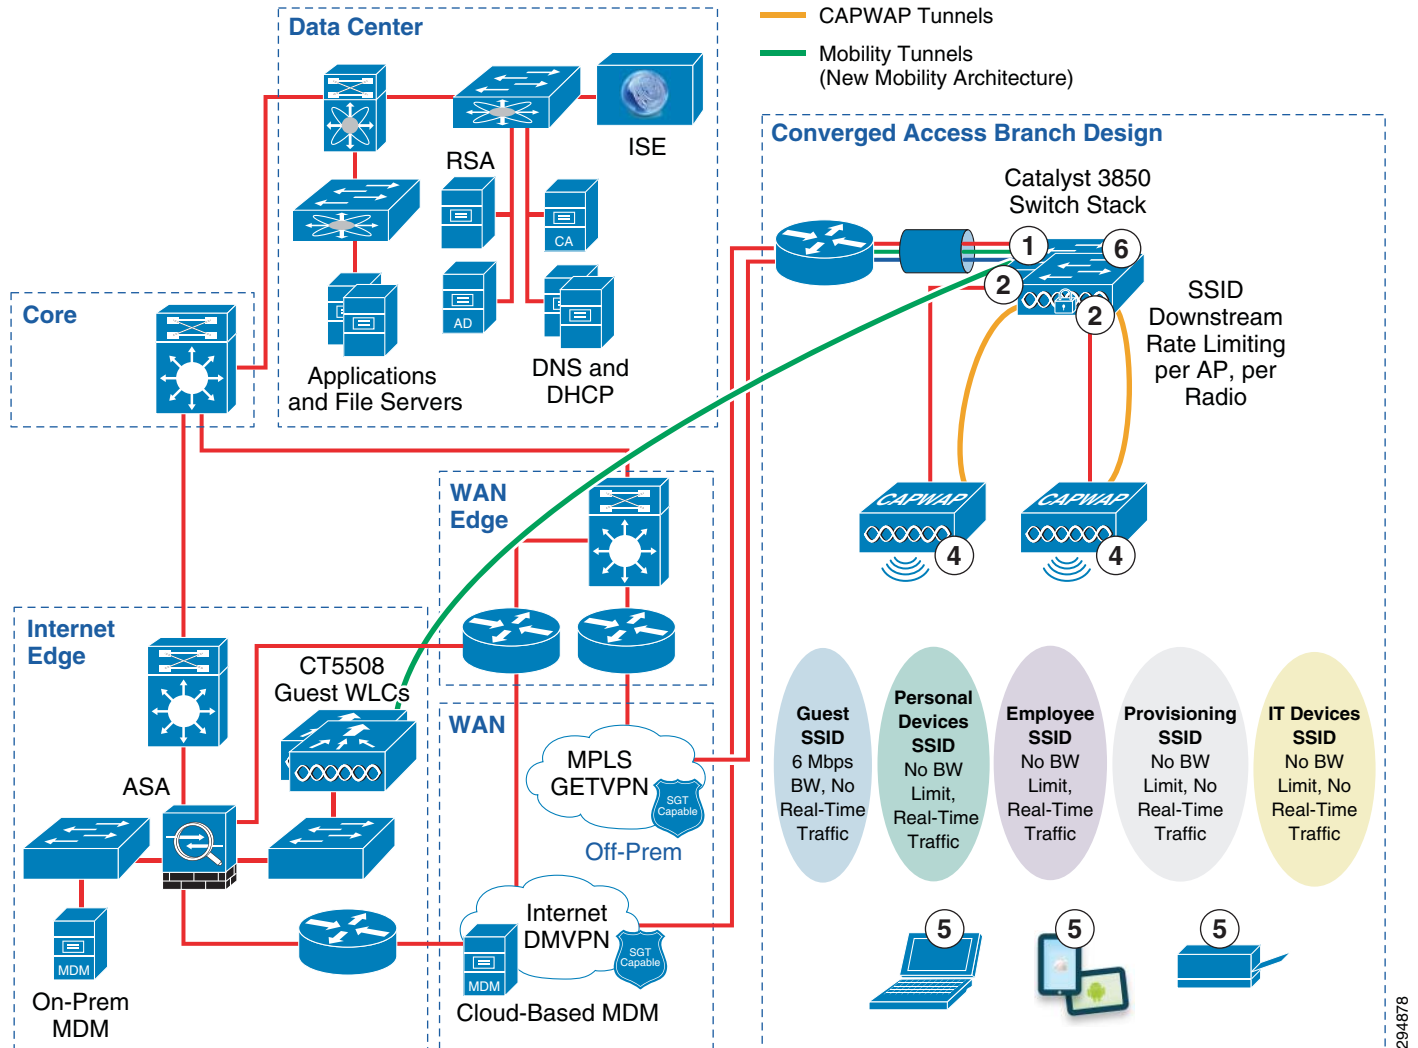 CAPWAP Tunnels
Mobility Tunnels
(New Mobility Architecture)
Data Center
ISE
RSA
CA
AD
DNS and
DHCP
Applications
and File Servers
Core
Converged Access Branch Design
Catalyst 3850
Switch Stack
1
6
2
2
SSID
Downstream
Rate Limiting
per AP, per
Radio
CAPWAP
4
CAPWAP
4
WAN
Edge
Internet
Edge
CT5508
Guest WLCs
ASA
MDM
On-Prem
MDM
WAN
MPLS
GETVPN
SGT
Capable
Off-Prem
Internet
DMVPN
SGT
Capable
MDM
Cloud-Based MDM
Guest
SSID
6 Mbps
BW, No
Real-Time
Traffic
Personal
Devices
SSID
No BW
Limit,
Real-Time
Traffic
Employee
SSID
No BW
Limit,
Real-Time
Traffic
Provisioning
SSID
No BW
Limit, No
Real-Time
Traffic
IT Devices
SSID
No BW
Limit, No
Real-Time
Traffic
5
5
5
294878